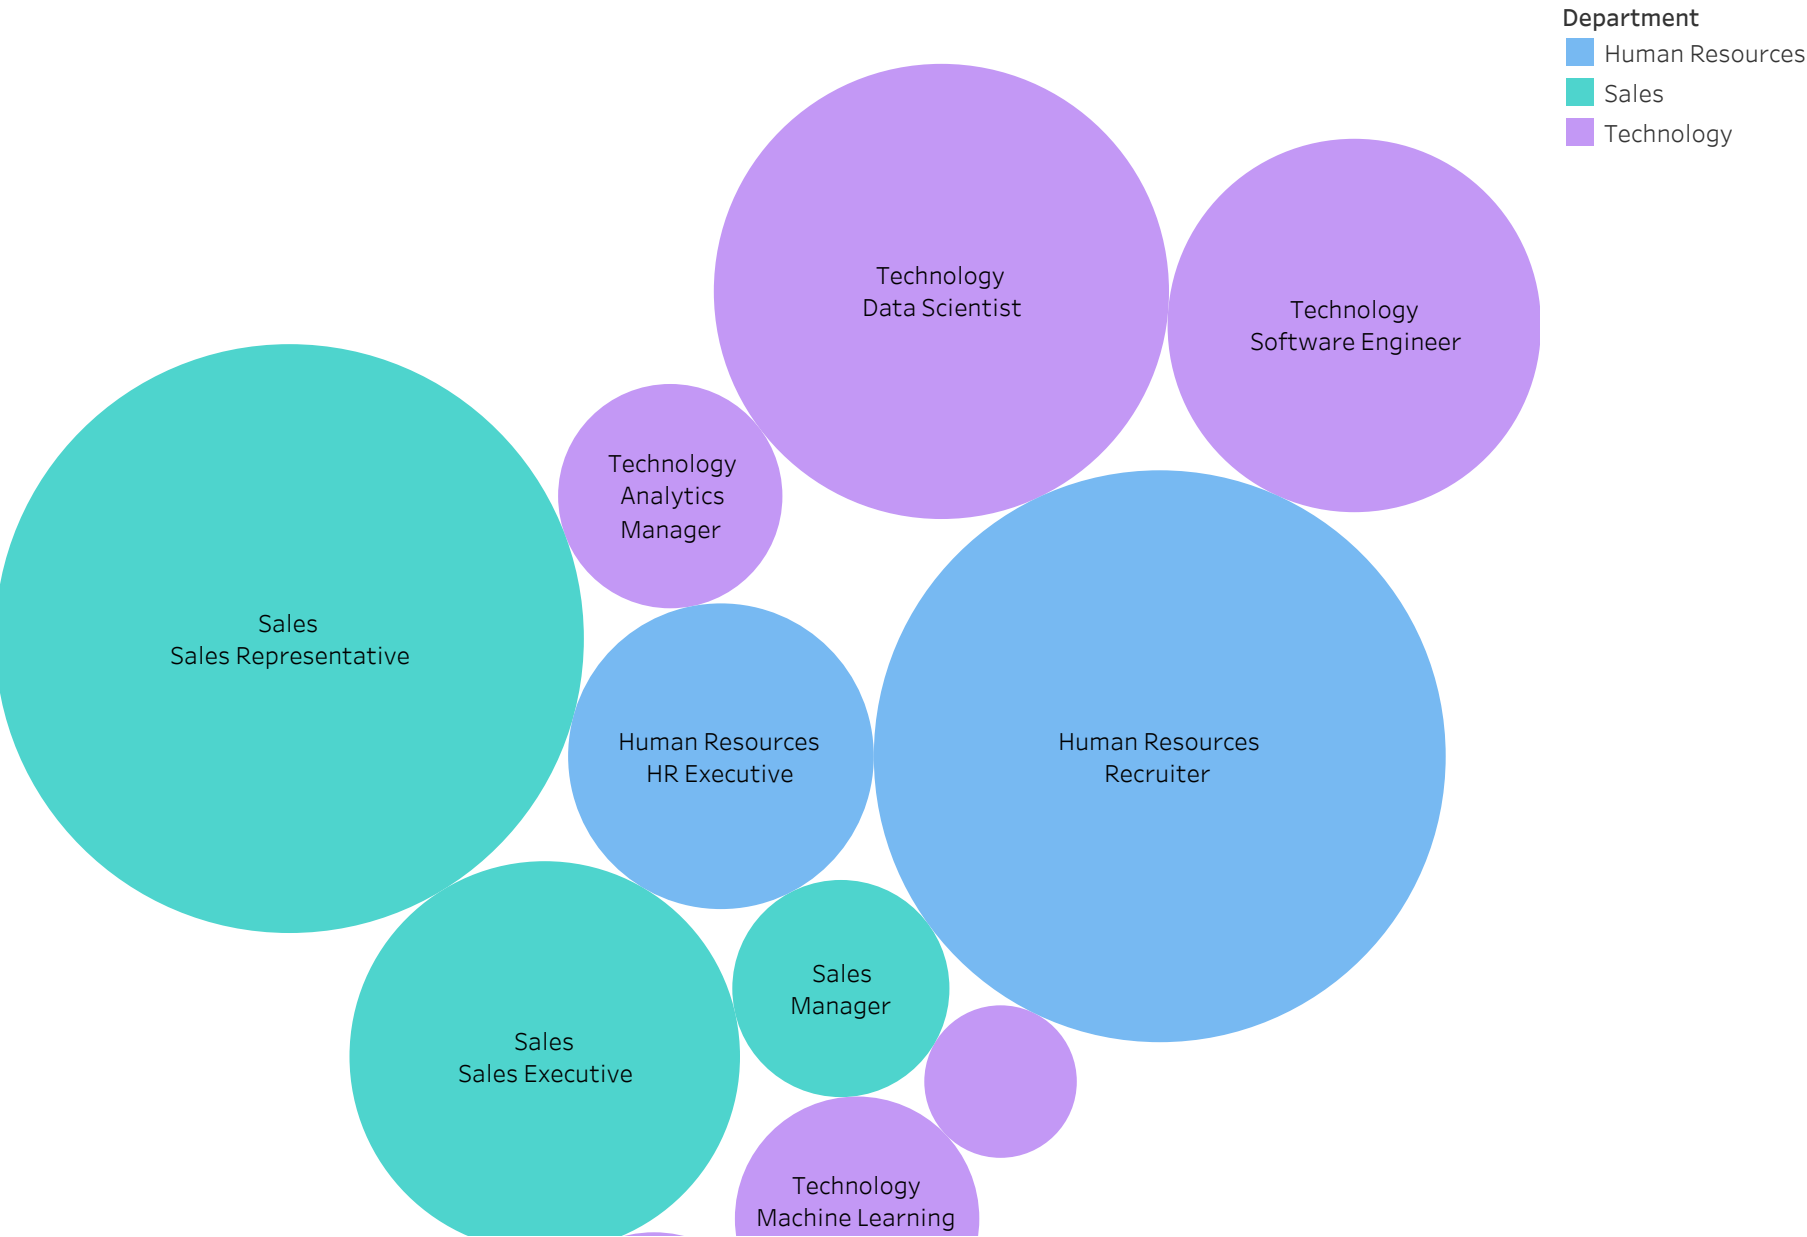 Department
Human Resources
Sales
Technology
Technology
Data Scientist
Technology
Software Engineer
Technology
Analytics
Manager
Sales
Sales Representative
Human Resources
HR Executive
Human Resources
Recruiter
Sales
Manager
Sales
Sales Executive
Technology
Machine Learning